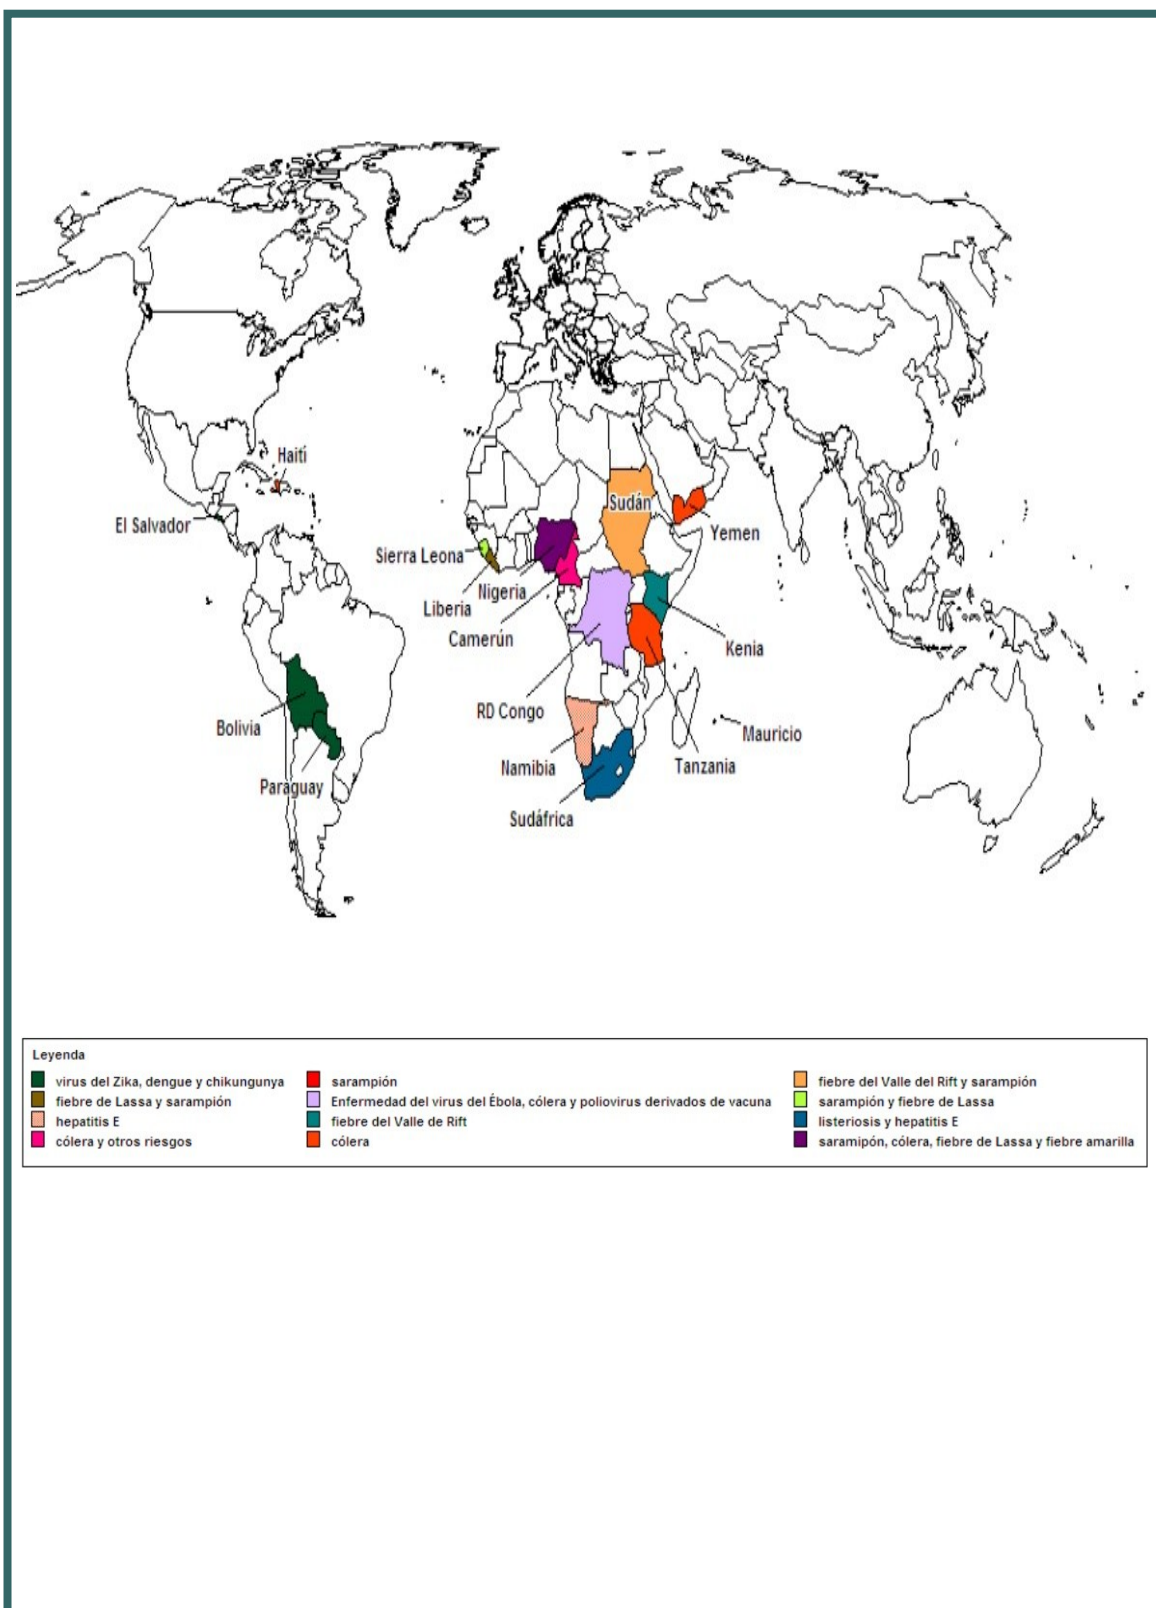 Haití
El Salvador
Sudán
Yemen
Sierra Leona
Nigeria
Liberia
Camerún
Kenia
RD Congo
Bolivia
Mauricio
Namibia
Tanzania
Paraguay
Sudáfrica
Leyenda
virus del Zika, dengue y chikungunya
fiebre de Lassa y sarampión
hepatitis E
cólera y otros riesgos
sarampión
Enfermedad del virus del Ébola, cólera y poliovirus derivados de vacuna
fiebre del Valle de Rift
cólera
fiebre del Valle del Rift y sarampión
sarampión y fiebre de Lassa
listeriosis y hepatitis E
saramipón, cólera, fiebre de Lassa y fiebre amarilla